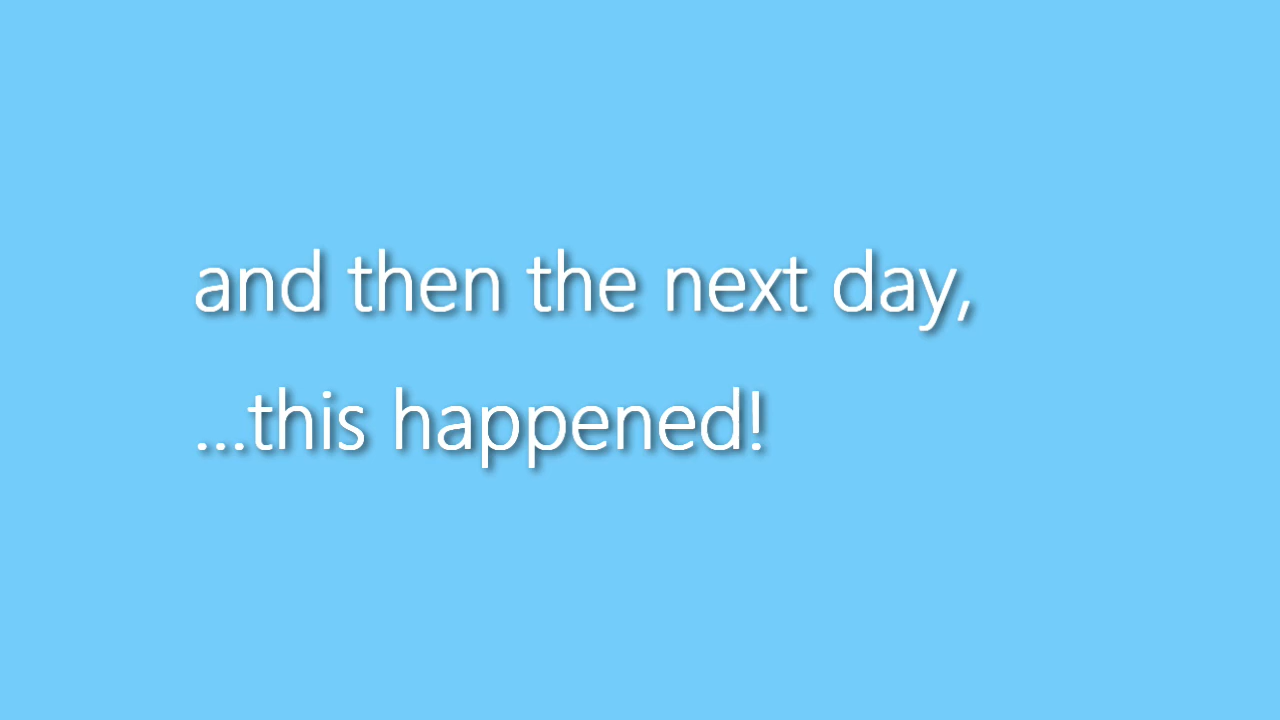 and then the next day,
...this happened!